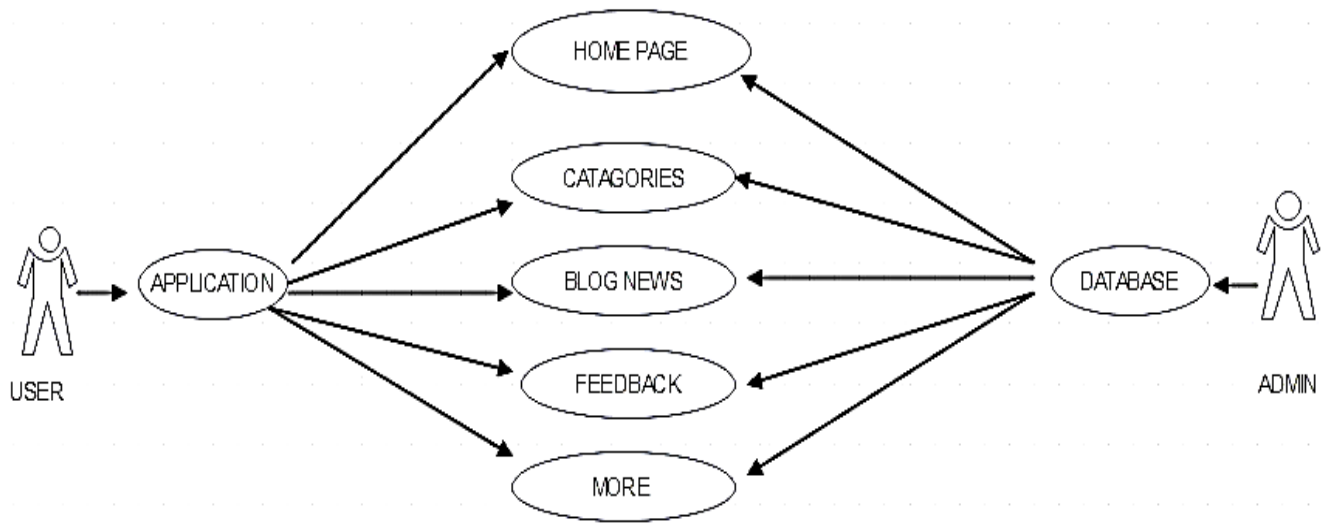 HOME PAGE
CATAGORIES
APPLICATION
BLOG NEWS
DATABASE
FEEDBACK
USER
ADMIN
MORE